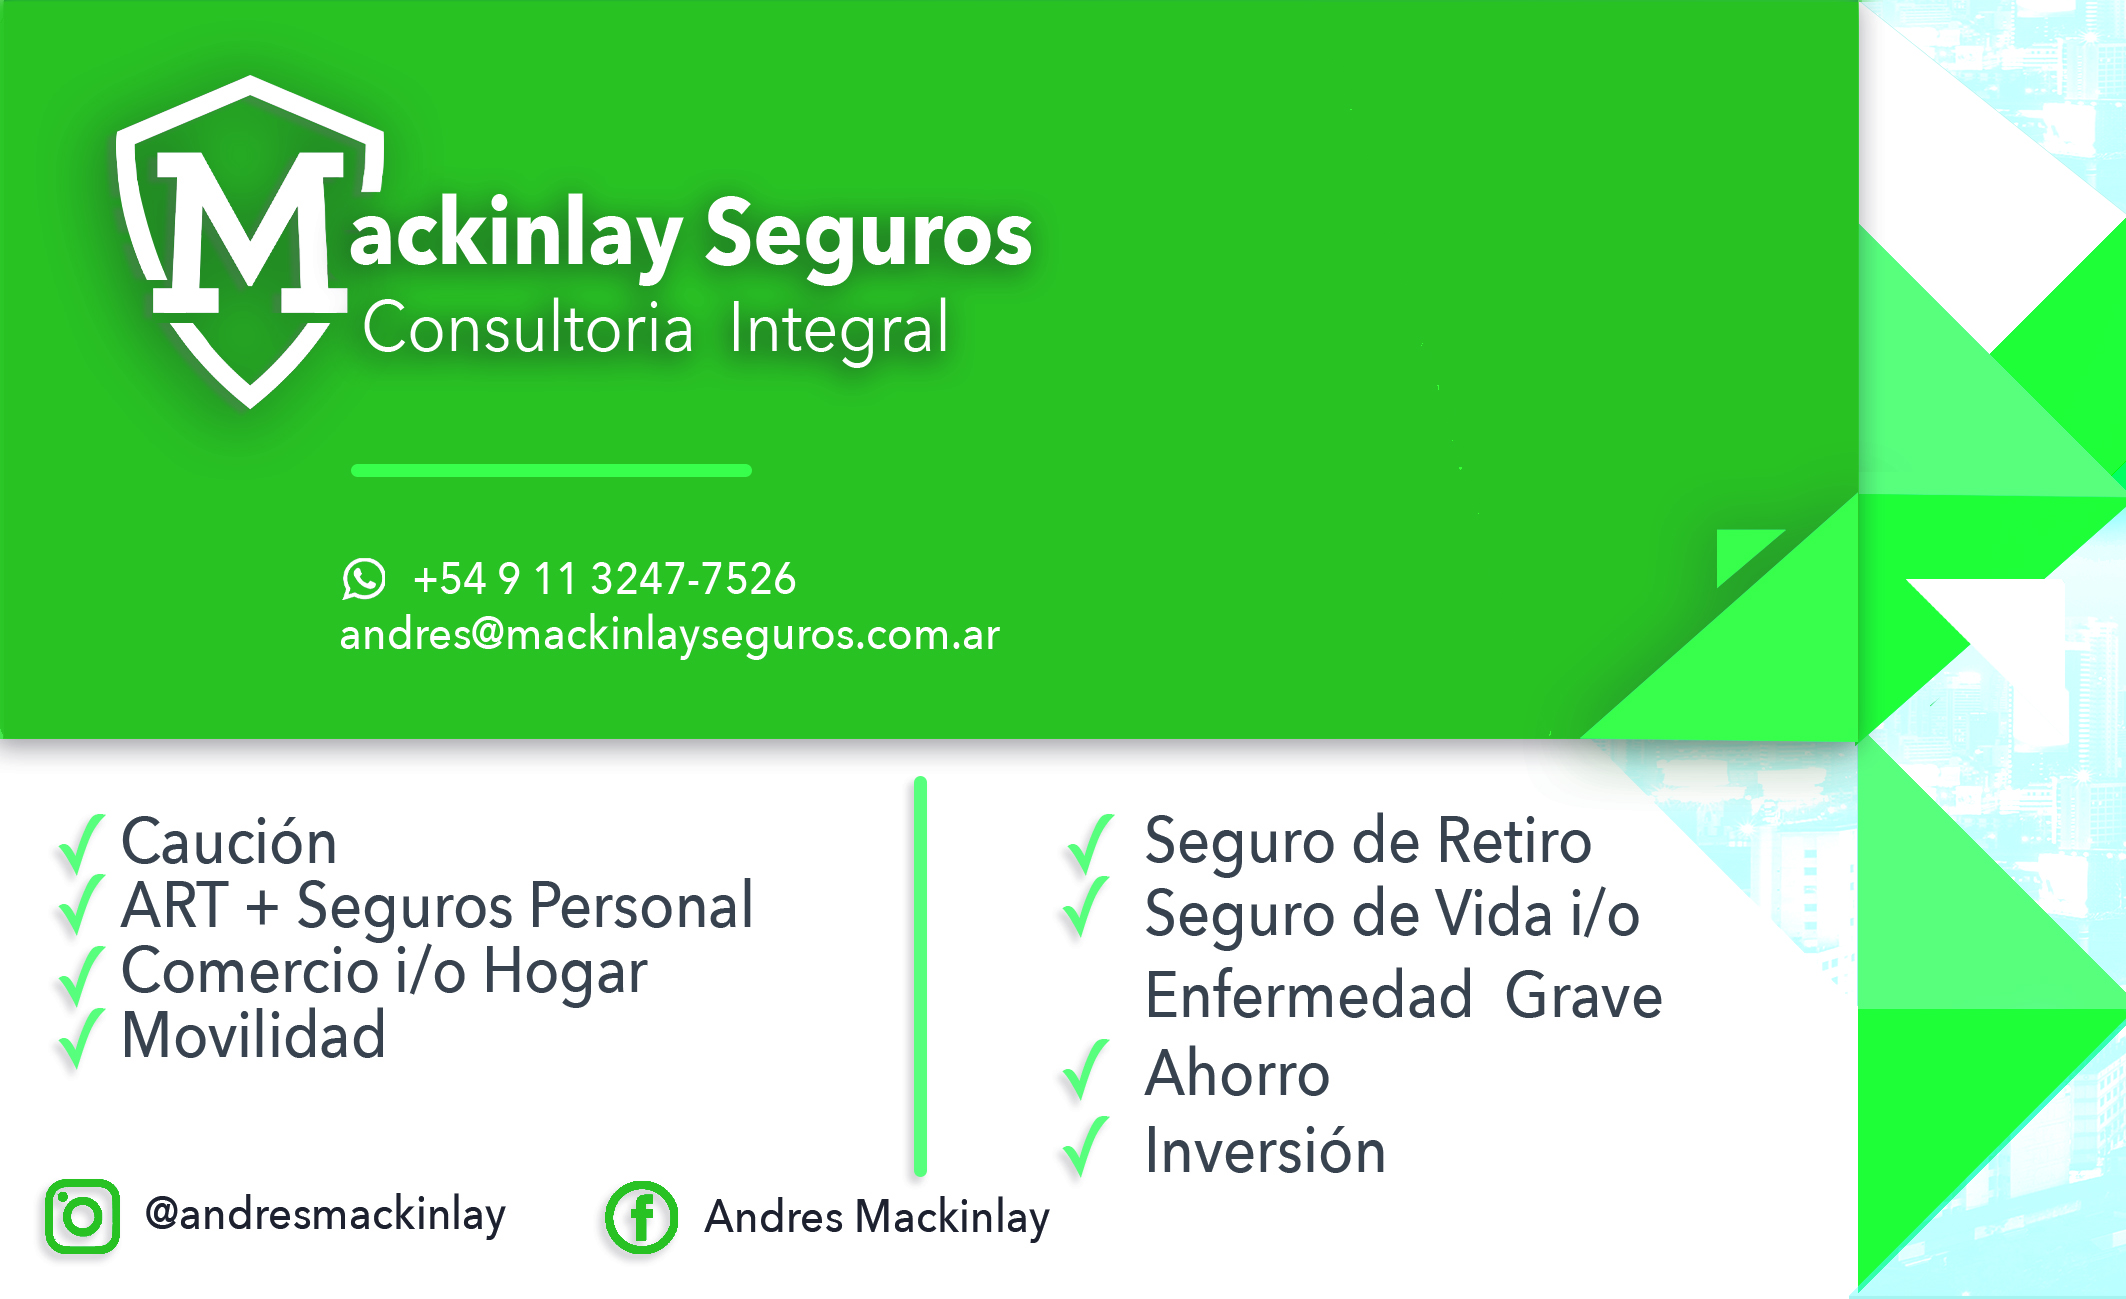 Mackinlay Seguros
Consultoria Integral
+54 9 11 3247-7526
andres@mackinlayseguros.com.ar
Caución
ART + Seguros Personal
Comercio i/o Hogar
Movilidad
Seguro de Retiro
Seguro de Vida i/o
Enfermedad Grave
Ahorro
Inversión
@andresmackinlay
Andres Mackinlay